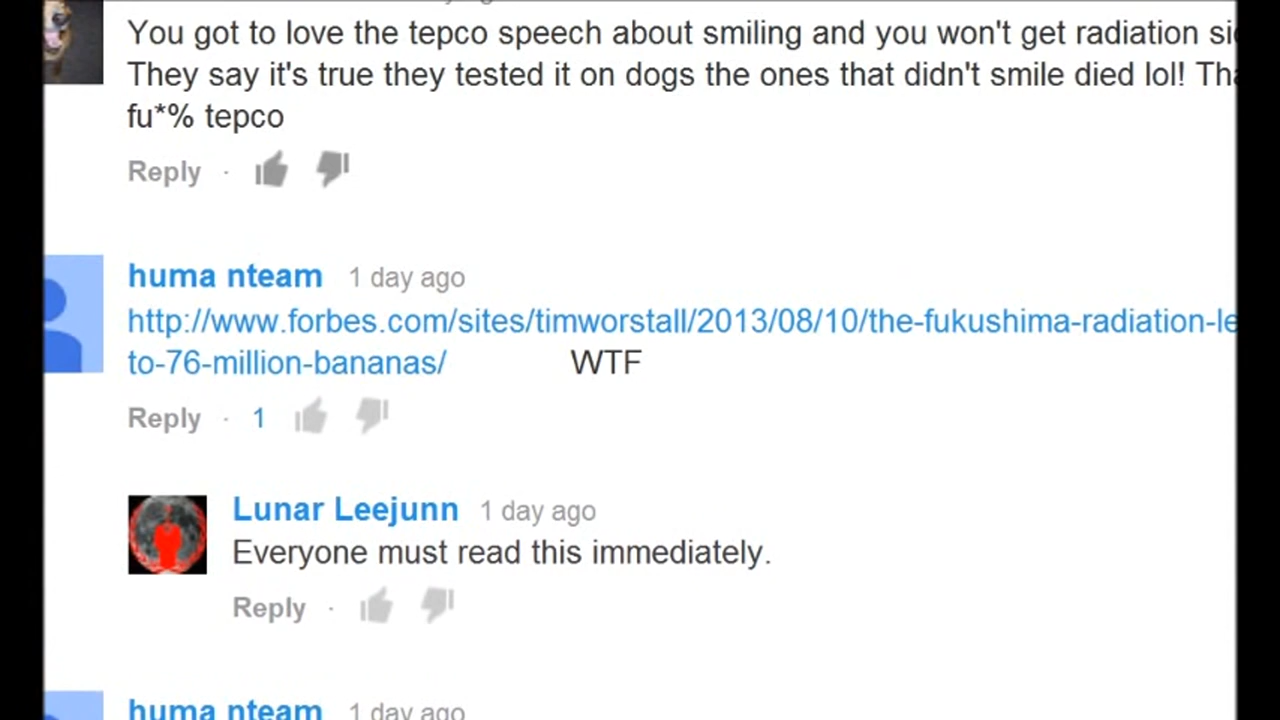 You got to love the tepco speech about smiling and you won't get radiation
They say it's true they tested it on dogs the ones that didn't smile died lol!
fu*% tepco
Reply ·
huma nteam 1 day ago
http://www.forbes.com/sites/timworstall/2013/08/10/the-fukushima-radiation-le
to-76-million-bananas/ WTF
Reply · 1
Lunar Leejunn 1 day ago
Everyone must read this immediately.
Reply ·
huma nteam 1 day ago